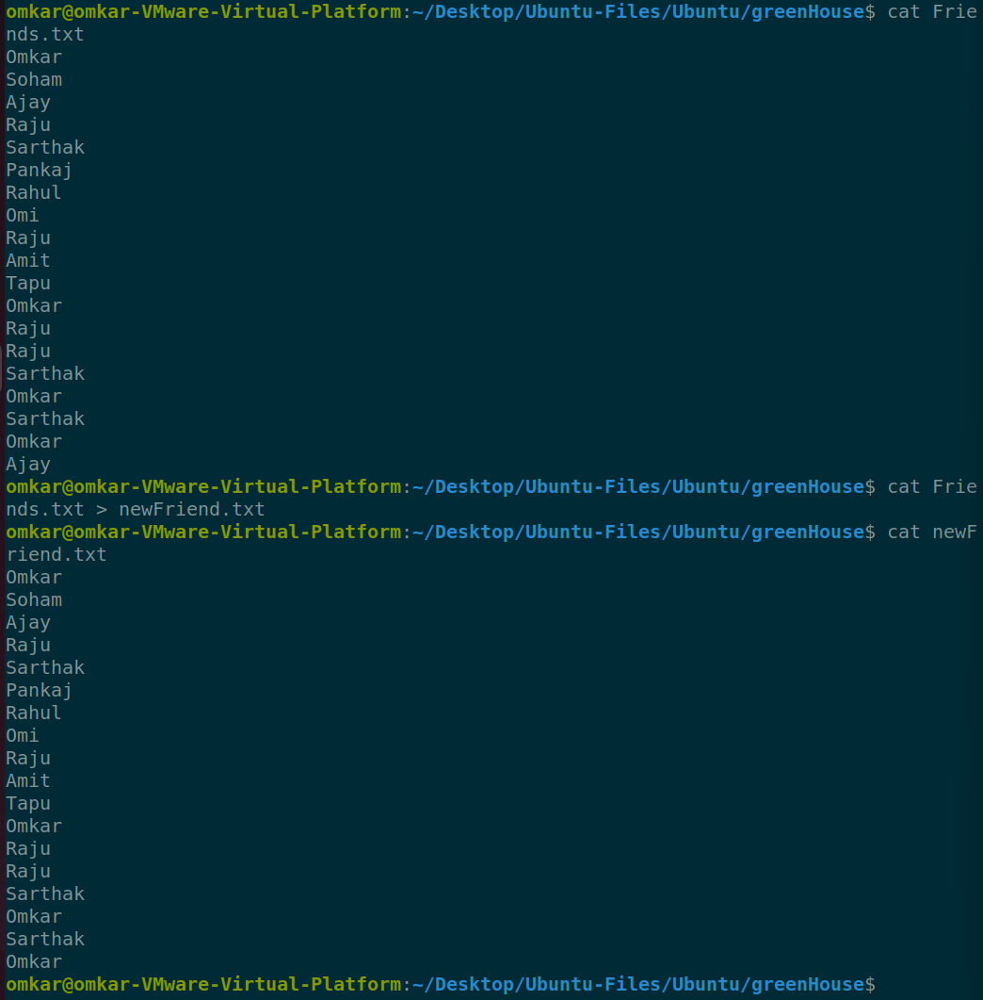 omkar@omkar-VMware-Virtual-Platform:~/Desktop/Ubuntu-Files/Ubuntu/greenHouse$ cat Frie
nds.txt
Omkar
Soham
Ajay
Raju
Sarthak
Pankaj
Rahul
Omi
Raju
Amit
Tapu
Omkar
Raju
Raju
Sarthak
Omkar
Sarthak
Omkar
Ajay
omkar@omkar-VMware-Virtual-Platform:~/Desktop/Ubuntu-Files/Ubuntu/greenHouse$ cat Frie
nds.txt > newFriend.txt
omkar@omkar-VMware-Virtual-Platform:~/Desktop/Ubuntu-Files/Ubuntu/greenHouse$ cat newF
riend.txt
Omkar
Soham
Ajay
Raju
Sarthak
Pankaj
Rahul
Omi
Raju
Amit
Tapu
Omkar
Raju
Raju
Sarthak
Omkar
Sarthak
Omkar
omkar@omkar-VMware-Virtual-Platform:~/Desktop/Ubuntu-Files/Ubuntu/greenHouse$